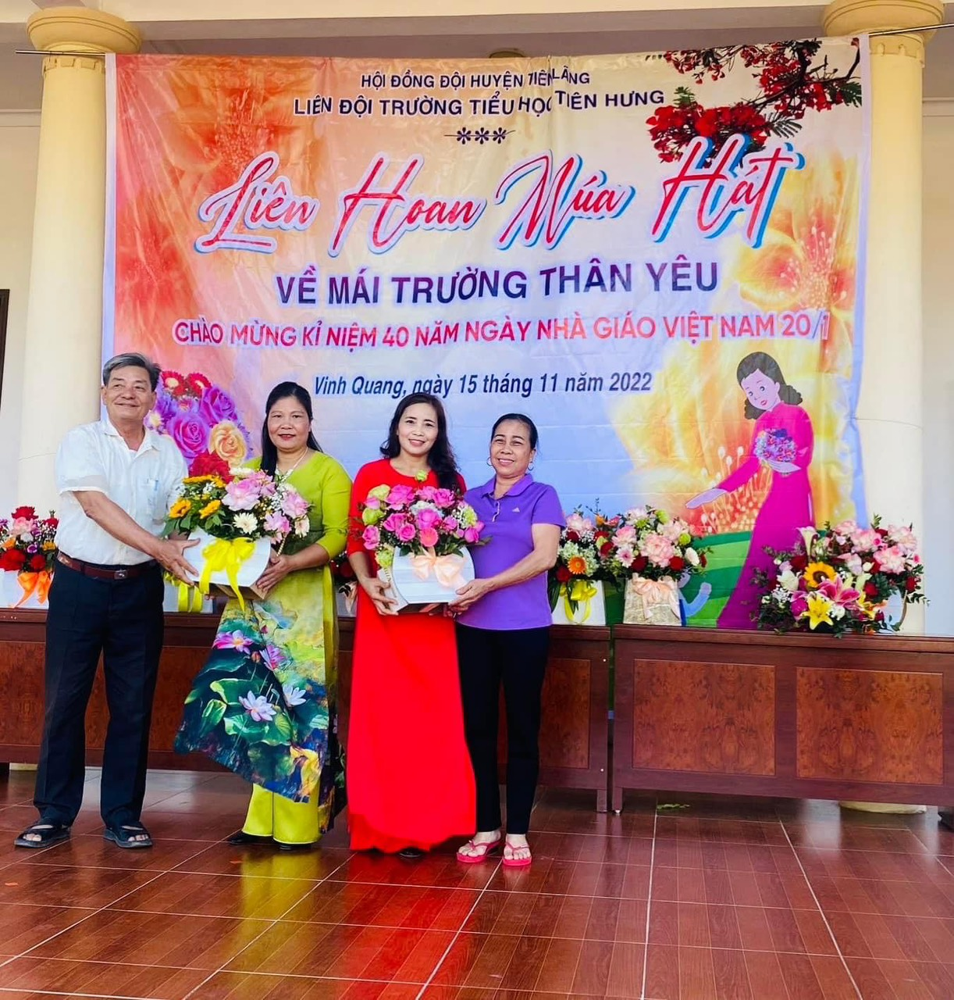 HỘI ĐỒNG ĐỘI HUYỆN TIÊN LÃNG
LIÊN ĐỘI TRƯỜNG TIỂU HỌC TIÊN HƯNG
Liên Hoan Múa Hát
VỀ MÁI TRƯỜNG THÂN YÊU
CHÀO MỪNG KỈ NIỆM 40 NĂM NGÀY NHÀ GIÁO VIỆT NAM 20/1
Vinh Quang, ngày 15 tháng 11 năm 2022